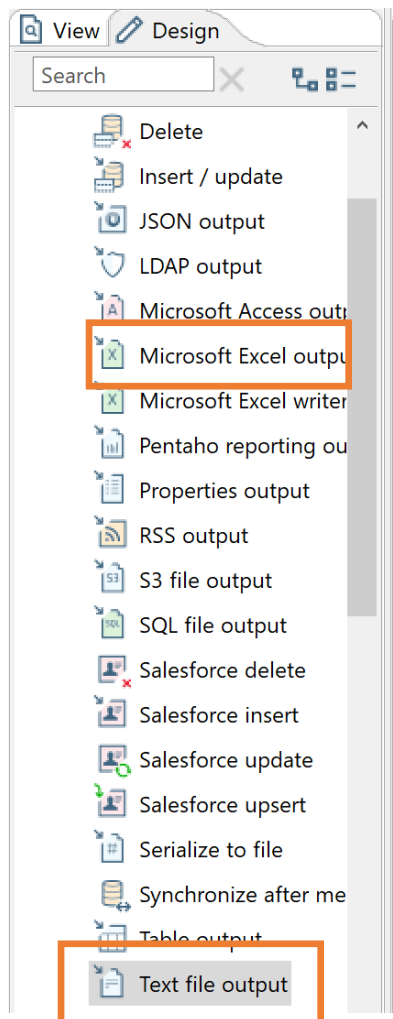 View Design
Search
Delete
Insert / update
JSON output
LDAP output
Microsoft Access outp
Microsoft Excel outpu
Microsoft Excel writer
Pentaho reporting ou
Properties output
RSS output
S3 file output
SQL file output
Salesforce delete
Salesforce insert
Salesforce update
Salesforce upsert
Serialize to file
Synchronize after me
Table output
Text file output